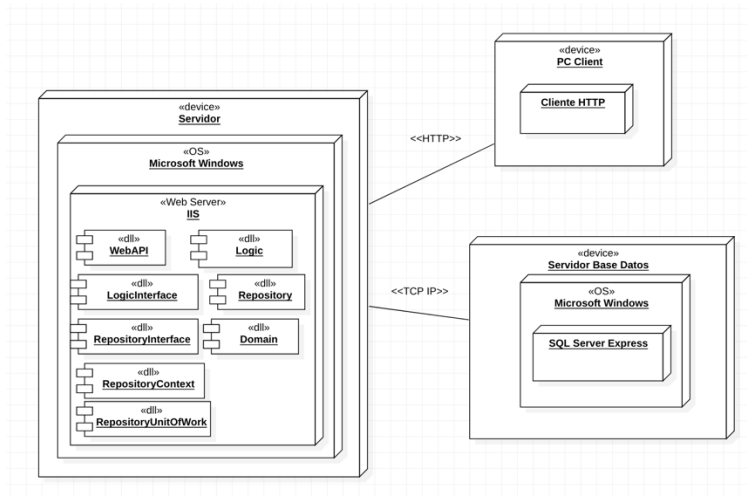 «device»
Servidor
«OS»
Microsoft Windows
«Web Server»
IIS
«dll»
WebAPI
«dll»
Logic
«dll»
LogicInterface
«dll»
Repository
«dll»
RepositoryInterface
«dll»
Domain
«dll»
RepositoryContext
«dll»
RepositoryUnitOfWork
<<HTTP>>
«device»
PC Client
Cliente HTTP
<<TCP IP>>
«device»
Servidor Base Datos
«OS»
Microsoft Windows
SQL Server Express